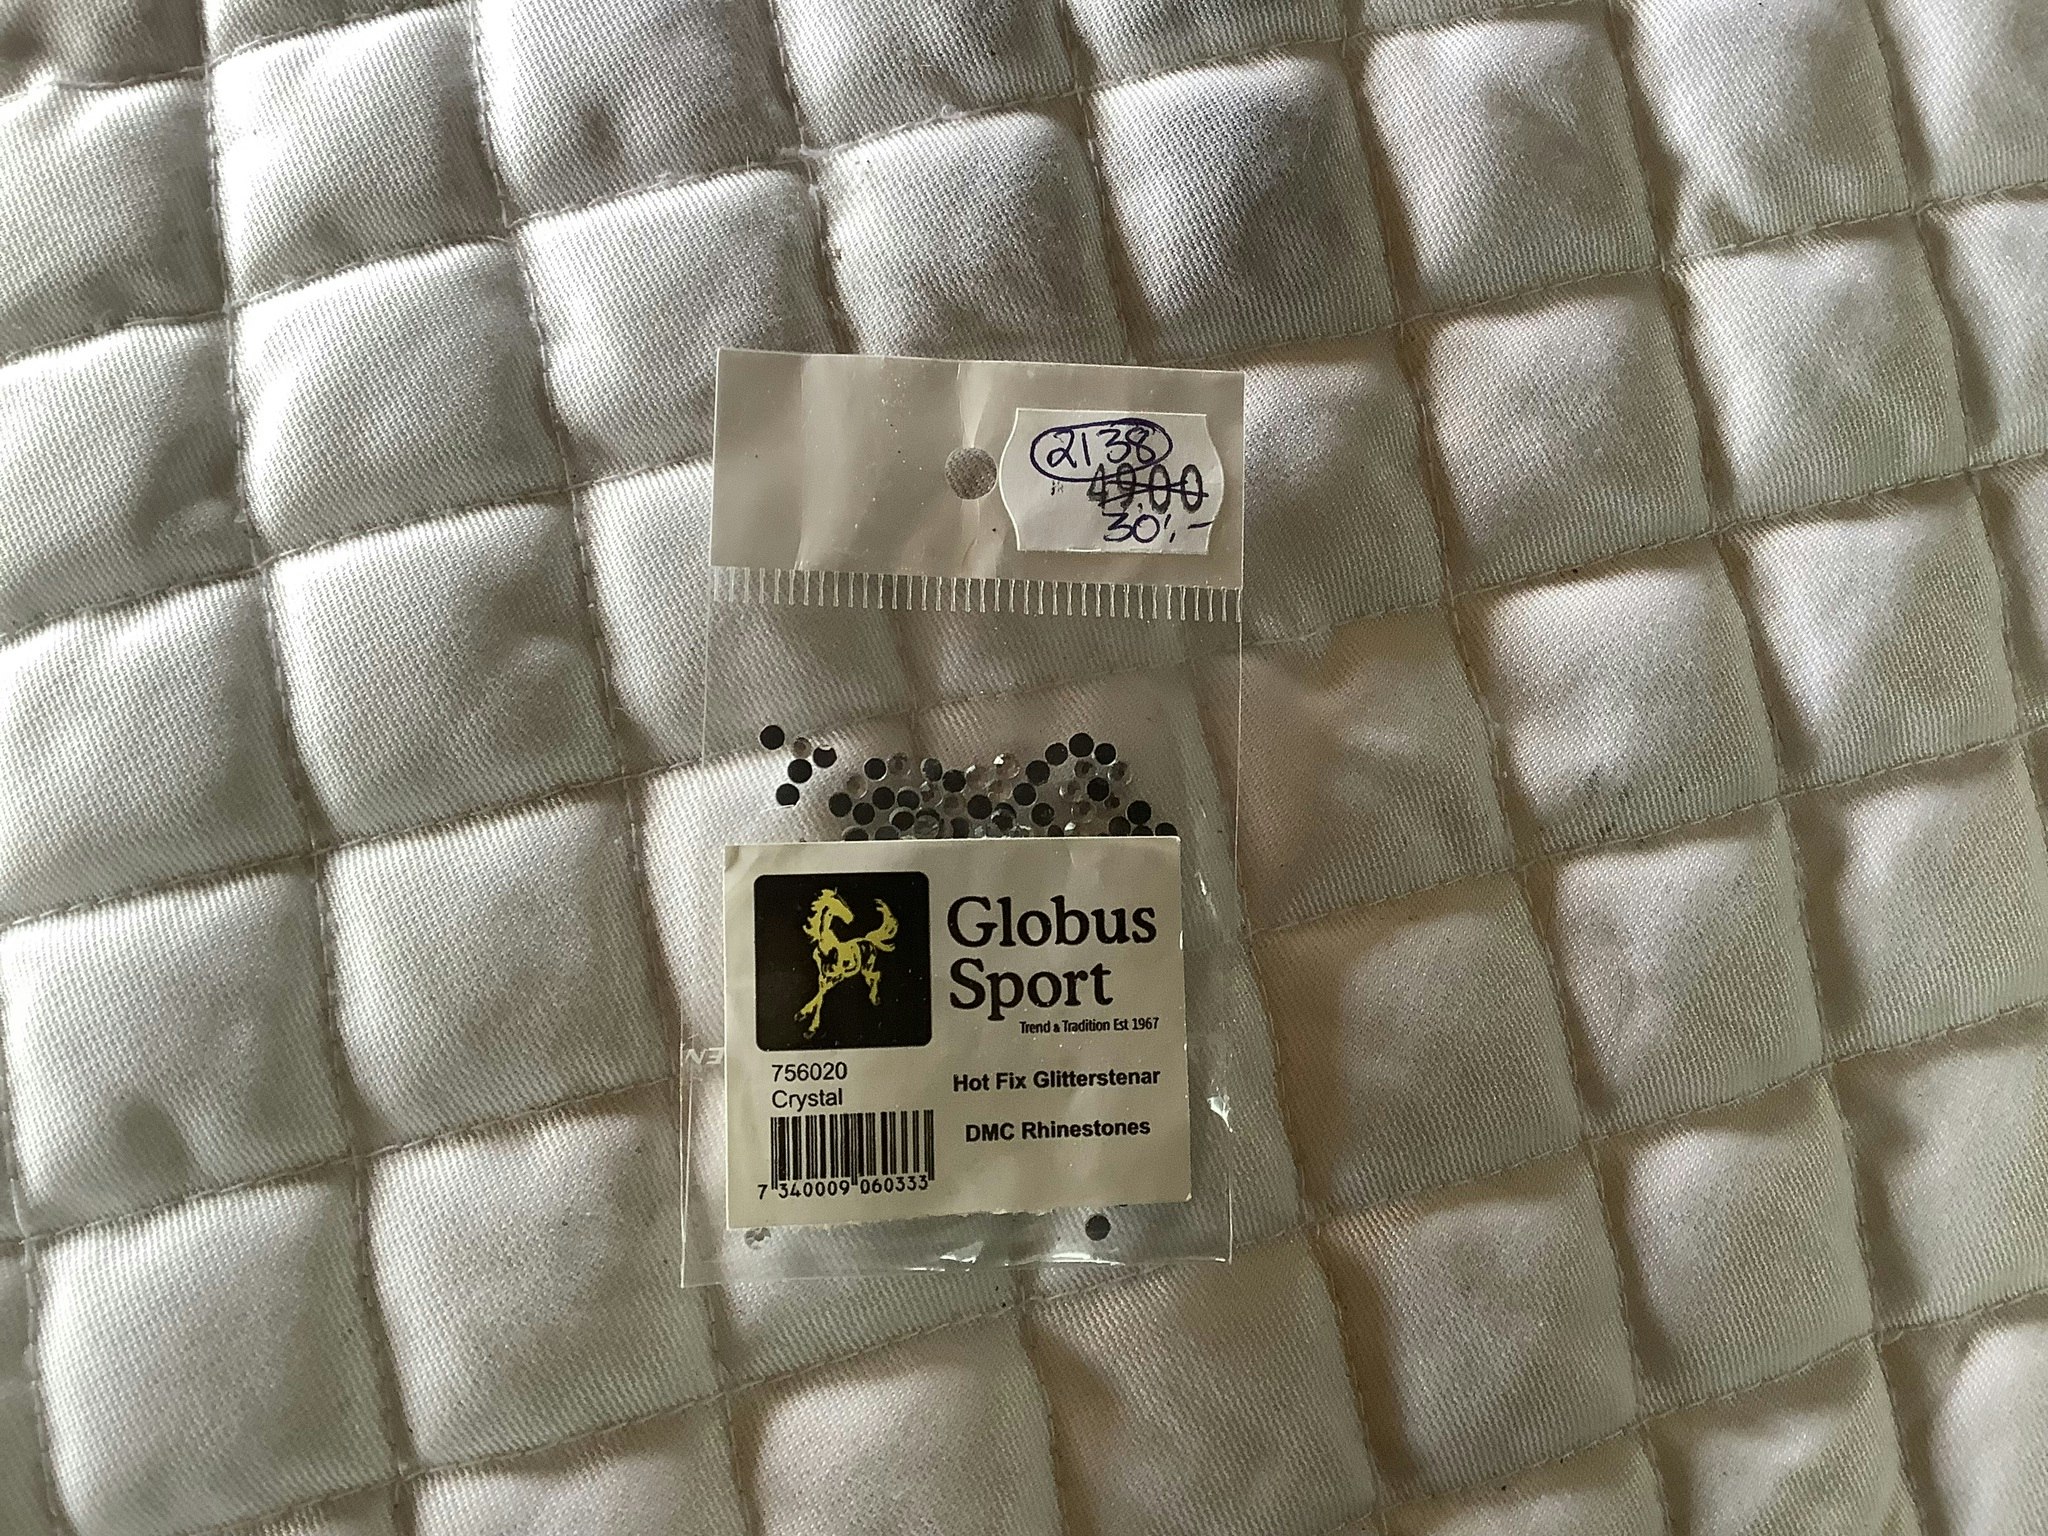 2138
49,00
30:-
Globus
Sport
Trend & Tradition Est 1967
756020
Crystal
Hot Fix Glitterstenar
DMC Rhinestones
7 340009 060333